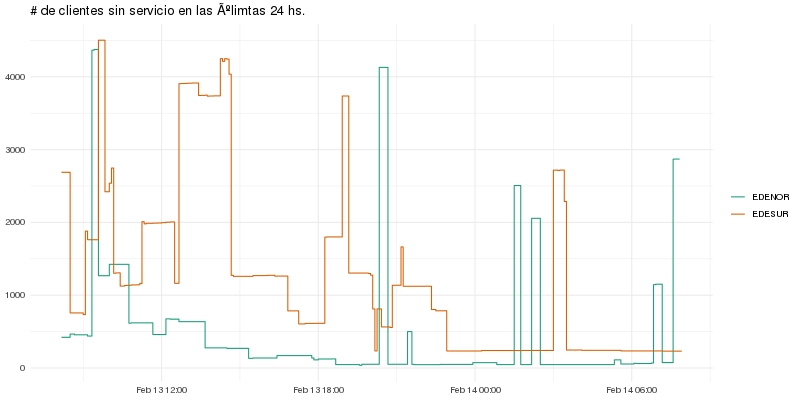 # de clientes sin servicio en las Ãºlimtas 24 hs.
4000
3000
2000
1000
0
Feb 13 12:00
Feb 13 18:00
Feb 14 00:00
Feb 14 06:00
EDENOR
EDESUR